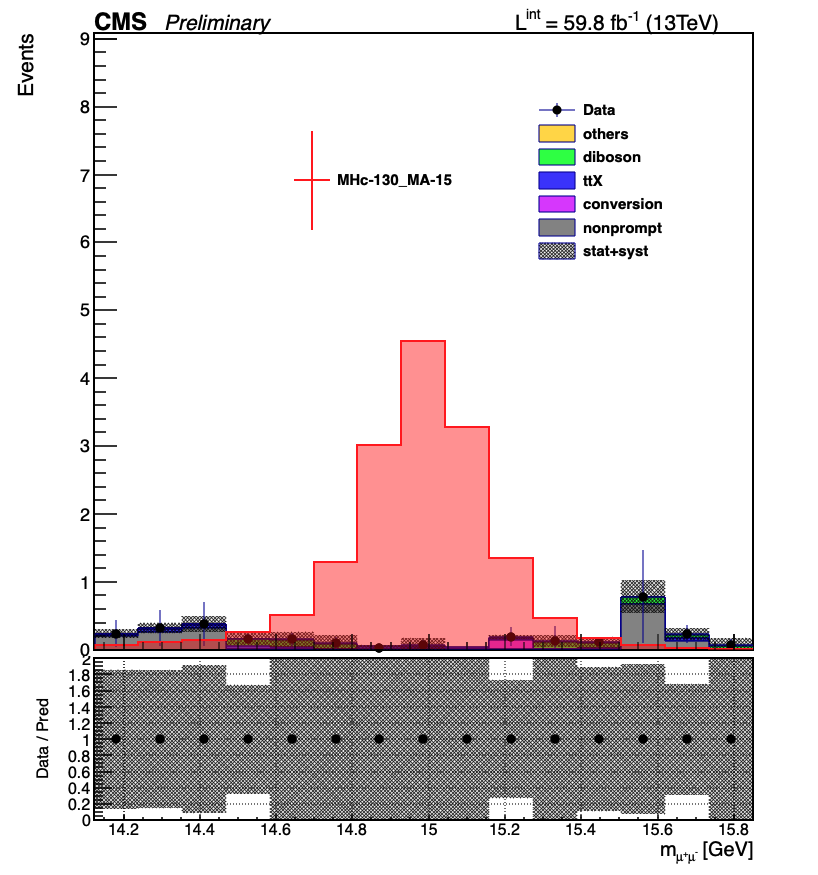 CMS Preliminary L^int = 59.8 fb^-1 (13TeV)
Events
9
8
7
6
5
4
3
2
1
0
MHc-130_MA-15
Data
others
diboson
ttX
conversion
nonprompt
stat+syst
Data / Pred
2
1.8
1.6
1.4
1.2
1
0.8
0.6
0.4
0.2
0
14.2 14.4 14.6 14.8 15 15.2 15.4 15.6 15.8
m_μ⁺μ⁻ [GeV]